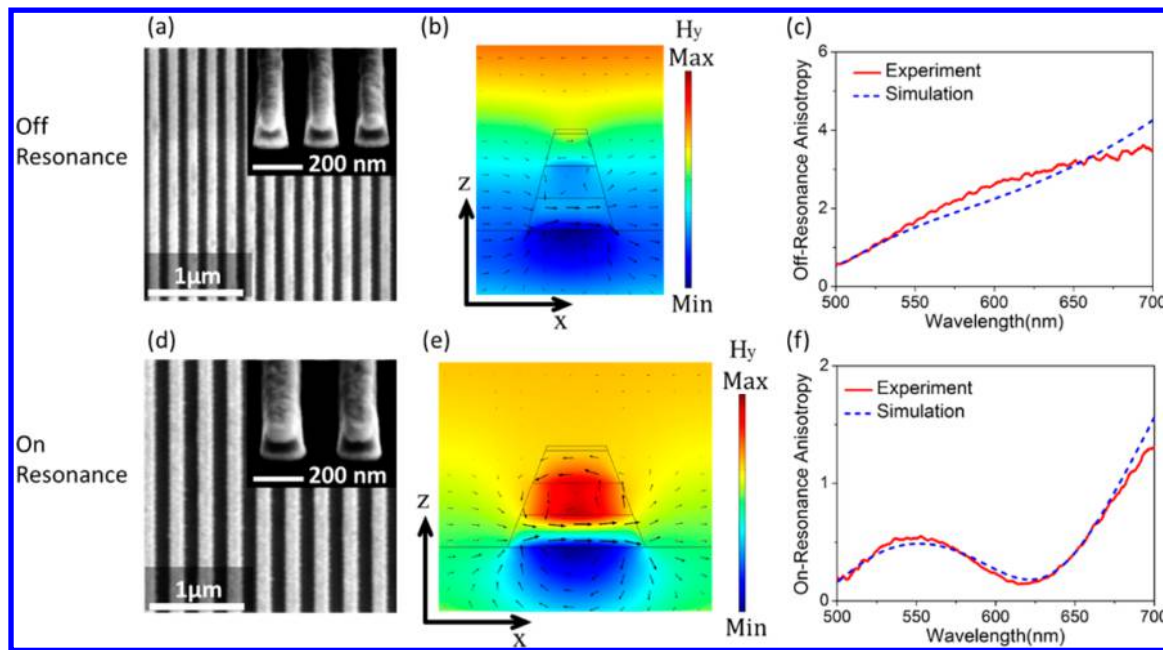 (a)
(b)
(c)
Off
Resonance
200 nm
1μm
Hy
Max
Min
z
x
Off-Resonance Anisotropy
6
4
2
0
Experiment
Simulation
500 550 600 650 700
Wavelength(nm)
(d)
(e)
(f)
On
Resonance
200 nm
1μm
Hy
Max
Min
z
x
On-Resonance Anisotropy
2
1
0
Experiment
Simulation
500 550 600 650 700
Wavelength(nm)